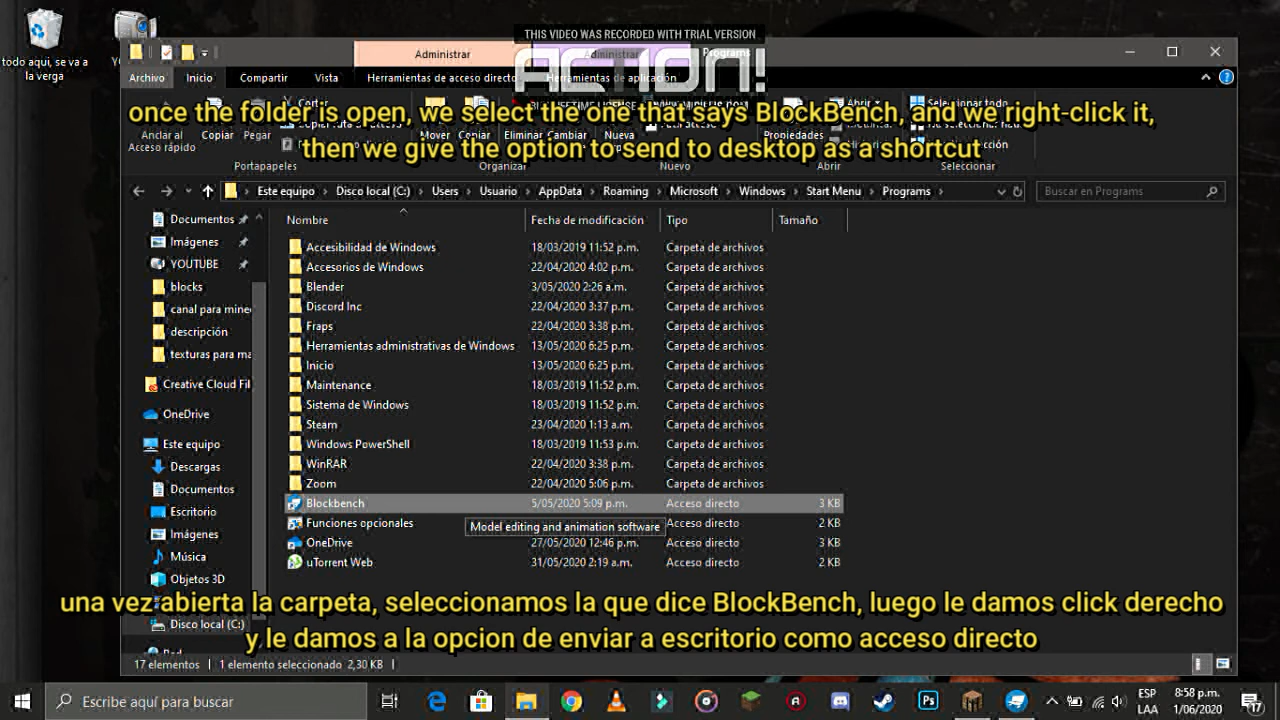 todo aqui, se va a
la verga
THIS VIDEO WAS RECORDED WITH TRIAL VERSION
ACTION!
Administrar
Archivo Inicio Compartir Vista Herramientas de acceso directo Herramientas de aplicación
once the folder is open, we select the one that says BlockBench, and we right-click it,
then we give the option to send to desktop as a shortcut
Anclar al
Acceso rápido
Copiar Pegar
Mover Copiar Eliminar Cambiar Nueva Propiedades
Portapapeles Organizar Nuevo Abrir Seleccionar
Este equipo Disco local (C:) Users Usuario AppData Roaming Microsoft Windows Start Menu Programs
Buscar en Programs
Nombre Fecha de modificación Tipo Tamaño
Documentos
Imágenes
YOUTUBE
blocks
canal para mine
descripción
texturas para ma
Creative Cloud Fil
OneDrive
Este equipo
Descargas
Documentos
Escritorio
Imágenes
Música
Objetos 3D
Disco local (C:)
Accesibilidad de Windows 18/03/2019 11:52 p.m. Carpeta de archivos
Accesorios de Windows 22/04/2020 4:02 p.m. Carpeta de archivos
Blender 3/05/2020 2:26 a.m. Carpeta de archivos
Discord Inc 22/04/2020 3:37 p.m. Carpeta de archivos
Fraps 22/04/2020 3:38 p.m. Carpeta de archivos
Herramientas administrativas de Windows 13/05/2020 6:25 p.m. Carpeta de archivos
Inicio 13/05/2020 6:25 p.m. Carpeta de archivos
Maintenance 18/03/2019 11:52 p.m. Carpeta de archivos
Sistema de Windows 18/03/2019 11:52 p.m. Carpeta de archivos
Steam 23/04/2020 1:13 a.m. Carpeta de archivos
Windows PowerShell 18/03/2019 11:53 p.m. Carpeta de archivos
WinRAR 22/04/2020 3:38 p.m. Carpeta de archivos
Zoom 22/04/2020 5:06 p.m. Carpeta de archivos
Blockbench 5/05/2020 5:09 p.m. Acceso directo 3 KB
Funciones opcionales Acceso directo 2 KB
Model editing and animation software
OneDrive 27/05/2020 12:46 p.m. Acceso directo 3 KB
uTorrent Web 31/05/2020 2:19 a.m. Acceso directo 2 KB
una vez abierta la carpeta, seleccionamos la que dice BlockBench, luego le damos click derecho
y le damos a la opcion de enviar a escritorio como acceso directo
17 elementos 1 elemento seleccionado 2,30 KB
Escribe aquí para buscar
ESP
LAA
8:58 p.m.
1/06/2020
17